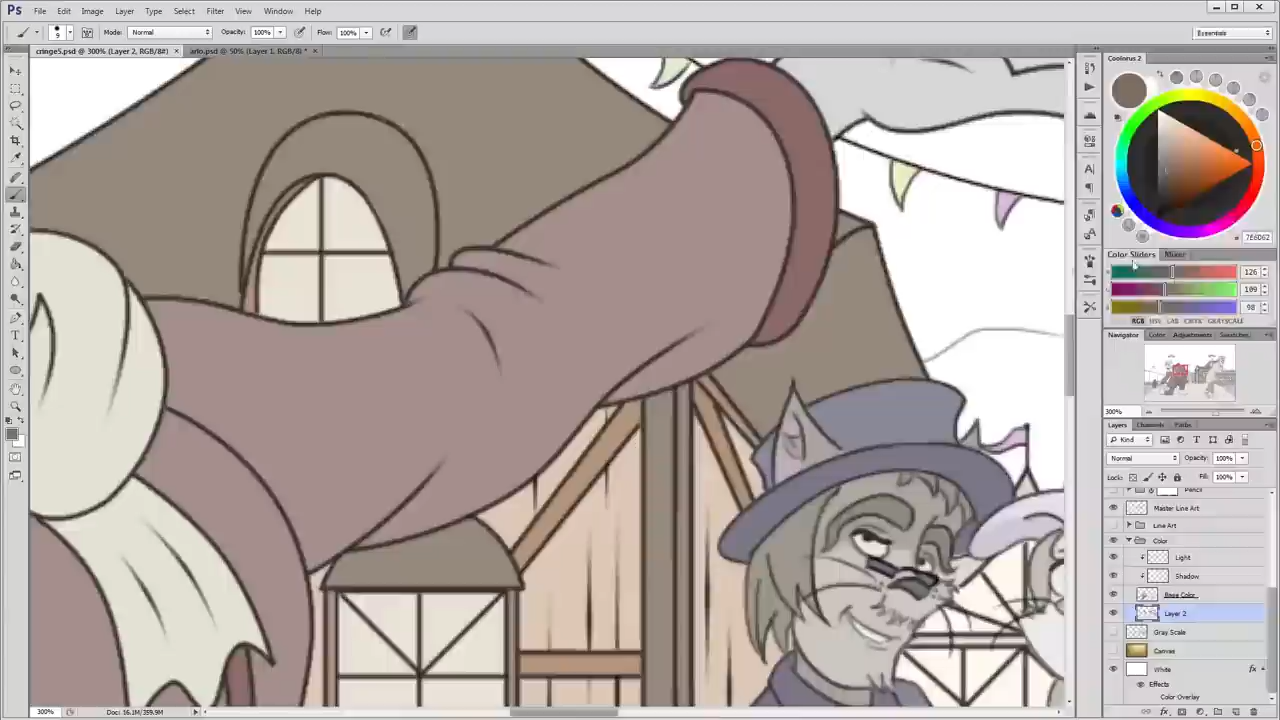 Ps File Edit Image Layer Type Select Filter View Window Help
9 Mode: Normal Opacity: 100% Flow: 100% Essentials
cringe5.psd @ 300% (Layer 2, RGB/8#) × arlo.psd @ 50% (Layer 1, RGB/8) * ×
Coolorus 2
# 7E6D62
Color Sliders Mixer
126
109
98
RGB HSL LAB CMYK GRAYSCALE
Navigator Color Adjustments Swatches
300%
Layers Channels Paths
Kind
Normal Opacity: 100%
Lock: Fill: 100%
Pencil
Master Line Art
Line Art
Color
Light
Shadow
Base Color
Layer 2
Gray Scale
Canvas
White fx
Effects
Color Overlay
300% Doc: 16.1M/359.9M